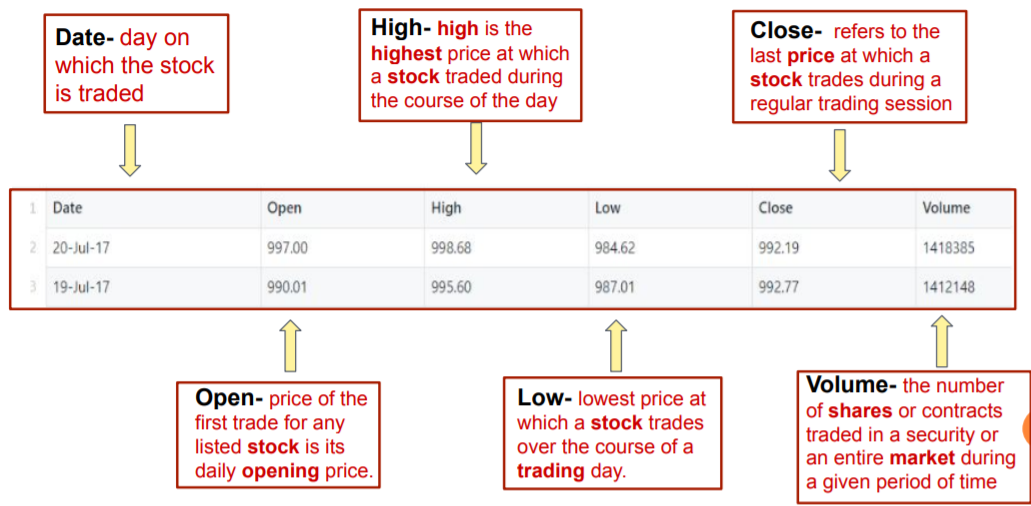 Date- day on
which the stock
is traded
High- high is the
highest price at which
a stock traded during
the course of the day
Close- refers to the
last price at which a
stock trades during a
regular trading session
1 Date Open High Low Close Volume
2 20-Jul-17 997.00 998.68 984.62 992.19 1418385
3 19-Jul-17 990.01 995.60 987.01 992.77 1412148
Open- price of the
first trade for any
listed stock is its
daily opening price.
Low- lowest price at
which a stock trades
over the course of a
trading day.
Volume- the number
of shares or contracts
traded in a security or
an entire market during
a given period of time